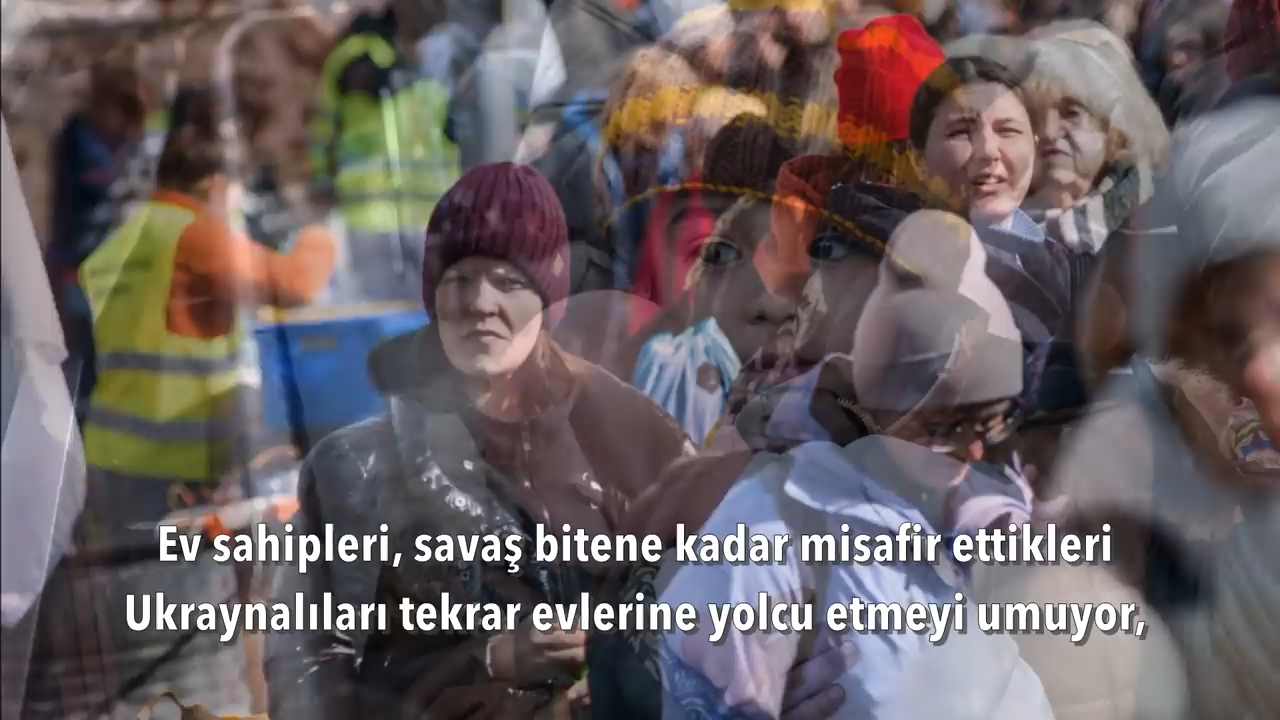 Ev sahipleri, savaş bitene kadar misafir ettikleri
Ukraynalıları tekrar evlerine yolcu etmeyi umuyor,